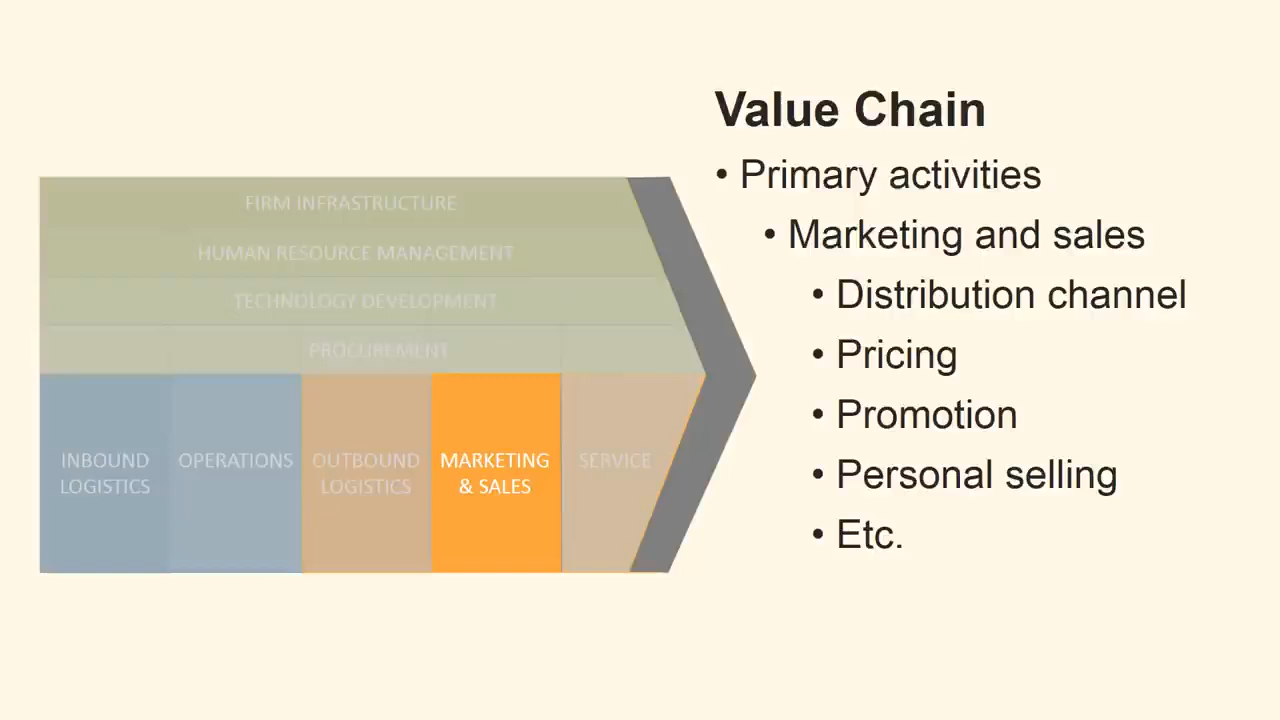 Value Chain
• Primary activities
• Marketing and sales
• Distribution channel
• Pricing
• Promotion
• Personal selling
• Etc.
FIRM INFRASTRUCTURE
HUMAN RESOURCE MANAGEMENT
TECHNOLOGY DEVELOPMENT
PROCUREMENT
INBOUND
LOGISTICS
OPERATIONS
OUTBOUND
LOGISTICS
MARKETING
& SALES
SERVICE